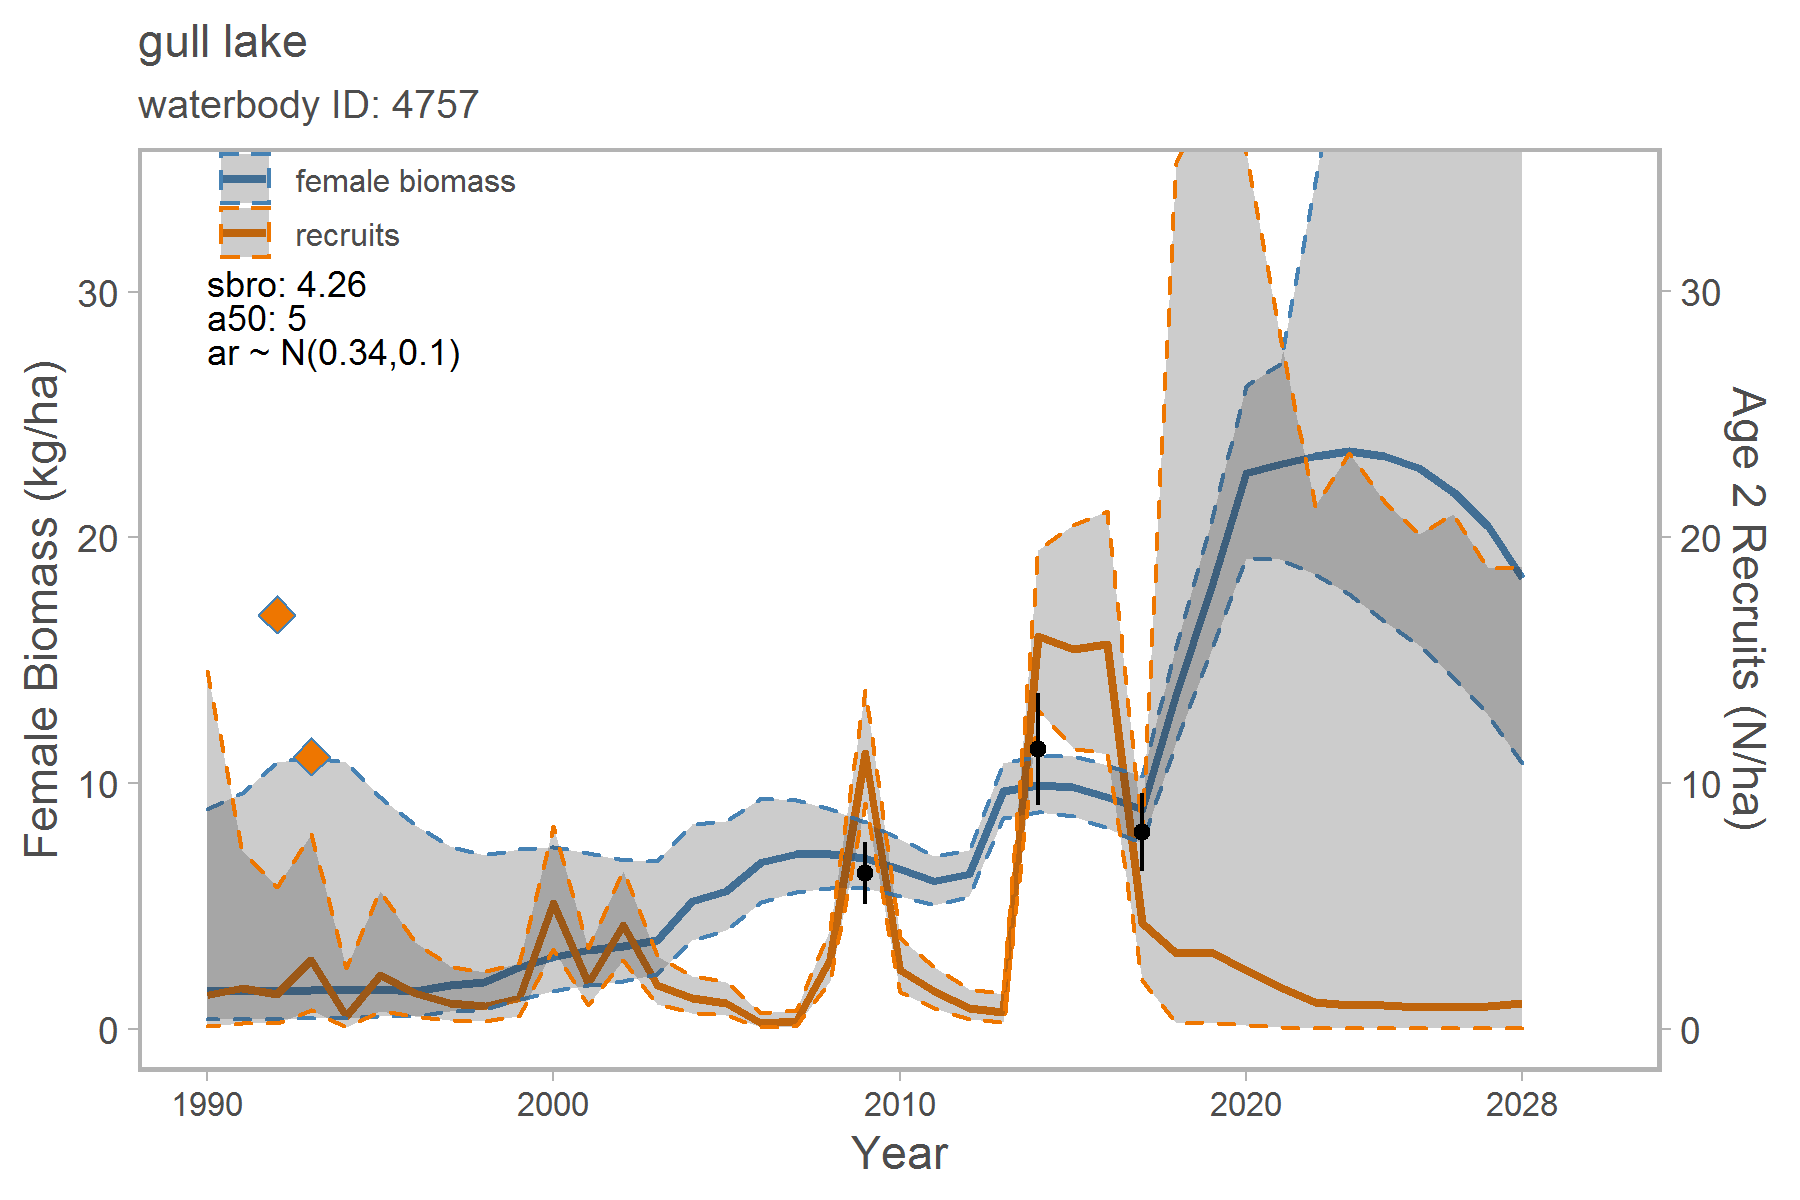 gull lake
waterbody ID: 4757
female biomass
recruits
sbro: 4.26
a50: 5
ar ~ N(0.34,0.1)
Female Biomass (kg/ha)
30
20
10
0
30
20
10
0
Age 2 Recruits (N/ha)
1990
2000
2010
2020
2028
Year